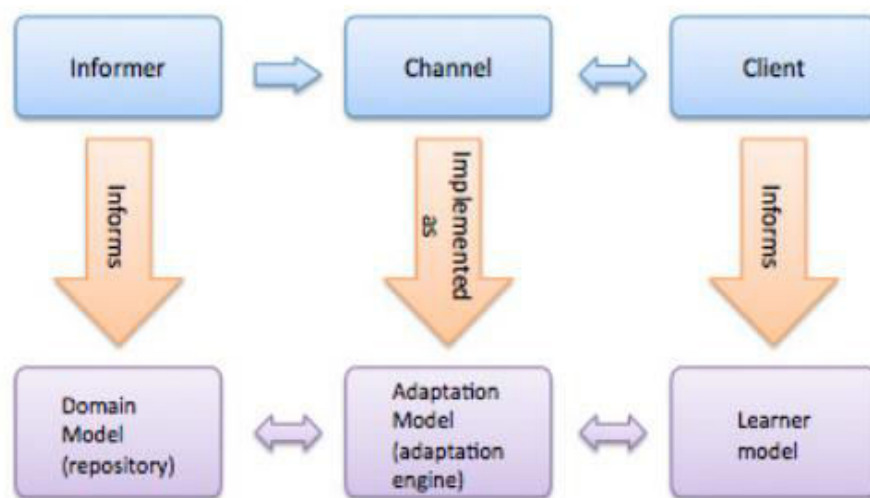 Informer
Channel
Client
Informs
Implemented
as
Informs
Domain
Model
(repository)
Adaptation
Model
(adaptation
engine)
Learner
model